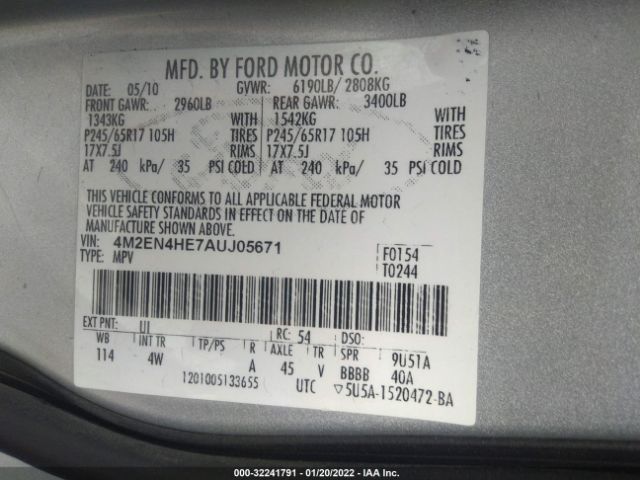 MFD. BY FORD MOTOR CO.
DATE: 05/10 GVWR: 6190LB/ 2808KG
FRONT GAWR: 2960LB REAR GAWR: 3400LB
1343KG WITH 1542KG WITH
P245/65R17 105H TIRES P245/65R17 105H TIRES
17X7.5J RIMS 17X7.5J RIMS
AT 240 kPa/ 35 PSI COLD AT 240 kPa/ 35 PSI COLD
THIS VEHICLE CONFORMS TO ALL APPLICABLE FEDERAL MOTOR
VEHICLE SAFETY STANDARDS IN EFFECT ON THE DATE OF
MANUFACTURE SHOWN ABOVE.
VIN: 4M2EN4HE7AUJ05671 F0154
TYPE: MPV T0244
EXT PNT: UI RC: 54 DSO:
WB INT TR TP/PS R AXLE TR SPR 9U51A
114 4W A 45 V BBBB 40A
1201005133655 UTC ▽5U5A-1520472-BA
000-32241791 - 01/20/2022 - IAA Inc.